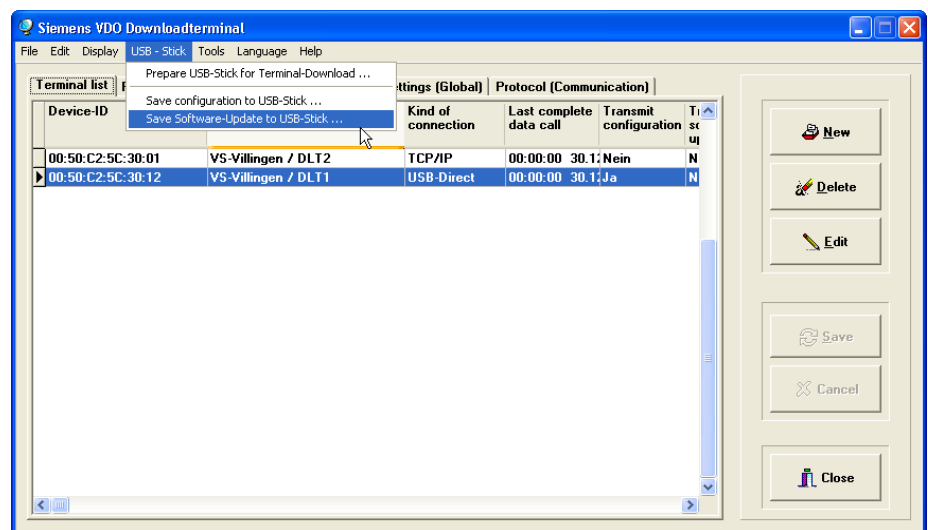 Siemens VDO Downloadterminal
File Edit Display USB - Stick Tools Language Help
Prepare USB-Stick for Terminal-Download ...
Save configuration to USB-Stick ...
Save Software-Update to USB-Stick ...
Terminal list (Global) Protocol (Communication)
Device-ID Kind of connection Last complete data call Transmit configuration
00:50:C2:5C:30:01 VS-Villingen / DLT2 TCP/IP 00:00:00 30.1 Nein N
00:50:C2:5C:30:12 VS-Villingen / DLT1 USB-Direct 00:00:00 30.1 Ja N
New
Delete
Edit
Save
Cancel
Close